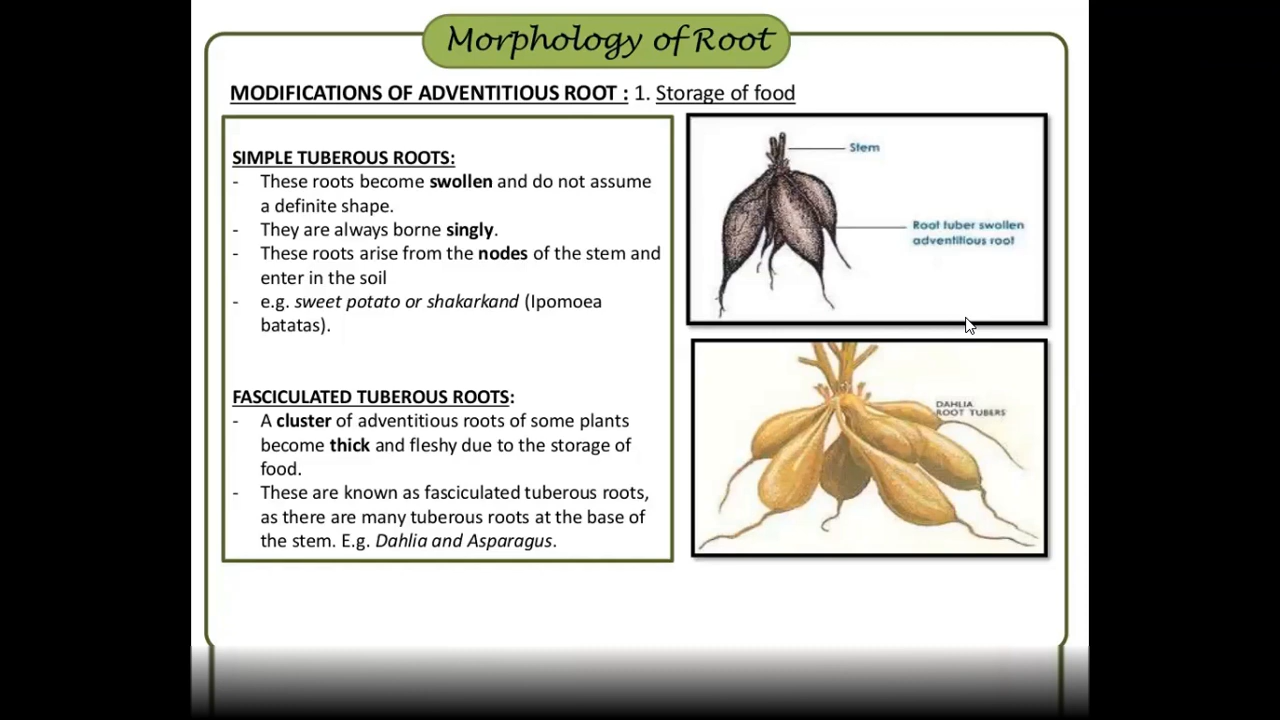 Morphology of Root
MODIFICATIONS OF ADVENTITIOUS ROOT : 1. Storage of food
SIMPLE TUBEROUS ROOTS:
- These roots become swollen and do not assume
a definite shape.
- They are always borne singly.
- These roots arise from the nodes of the stem and
enter in the soil
- e.g. sweet potato or shakarkand (Ipomoea
batatas).
FASCICULATED TUBEROUS ROOTS:
- A cluster of adventitious roots of some plants
become thick and fleshy due to the storage of
food.
- These are known as fasciculated tuberous roots,
as there are many tuberous roots at the base of
the stem. E.g. Dahlia and Asparagus.
Stem
Root tuber swollen
adventitious root
DAHLIA
ROOT TUBERS